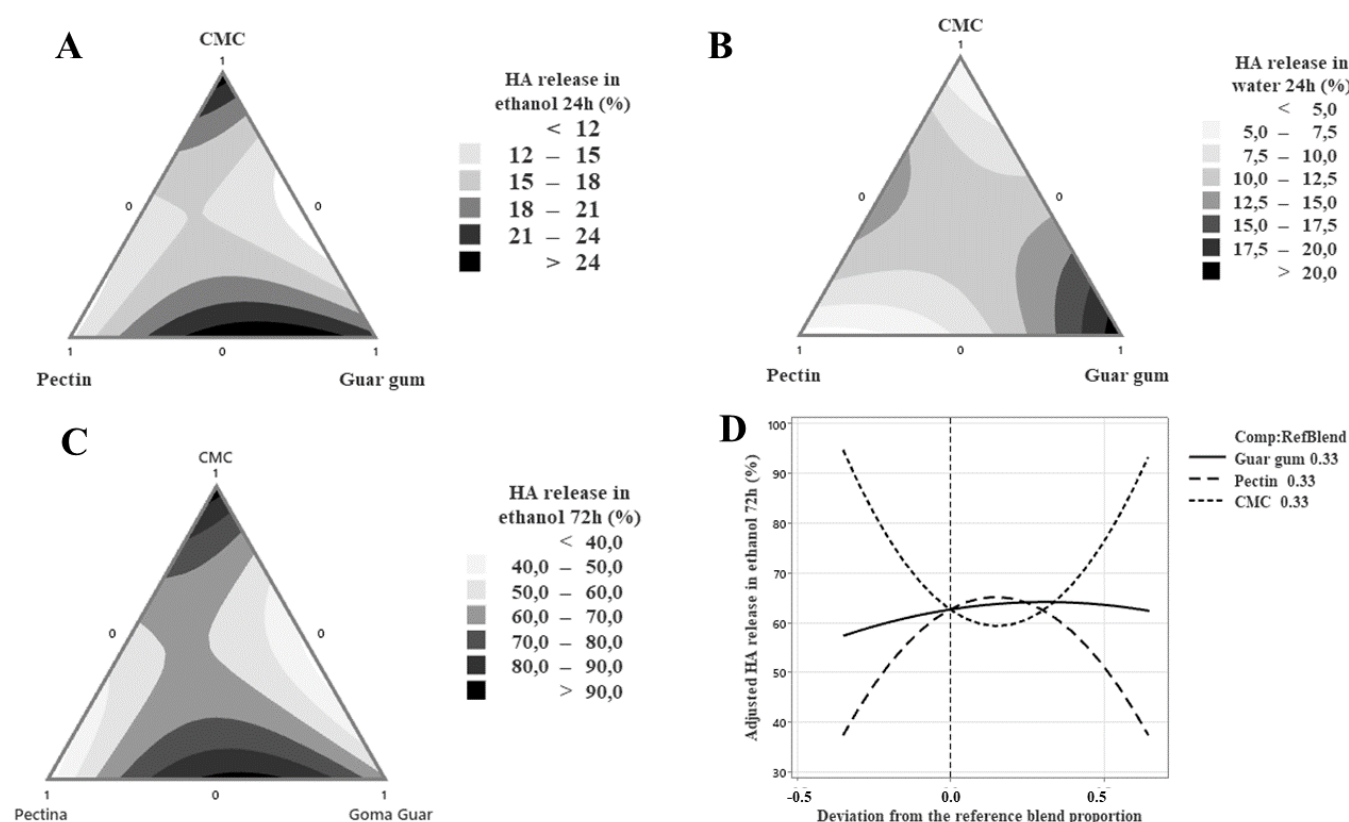 A
CMC
1
HA release in
ethanol 24h (%)
< 12
12 – 15
15 – 18
18 – 21
21 – 24
> 24
0
0
1
0
1
Pectin
Guar gum
B
CMC
1
HA release in
water 24h (%)
< 5,0
5,0 – 7,5
7,5 – 10,0
10,0 – 12,5
12,5 – 15,0
15,0 – 17,5
17,5 – 20,0
> 20,0
0
0
1
0
1
Pectin
Guar gum
C
CMC
1
HA release in
ethanol 72h (%)
< 40,0
40,0 – 50,0
50,0 – 60,0
60,0 – 70,0
70,0 – 80,0
80,0 – 90,0
> 90,0
0
0
1
0
1
Pectina
Goma Guar
D
Adjusted HA release in ethanol 72h (%)
100
90
80
70
60
50
40
30
-0.5
0.0
0.5
Deviation from the reference blend proportion
Comp:RefBlend
Guar gum 0.33
Pectin 0.33
CMC 0.33